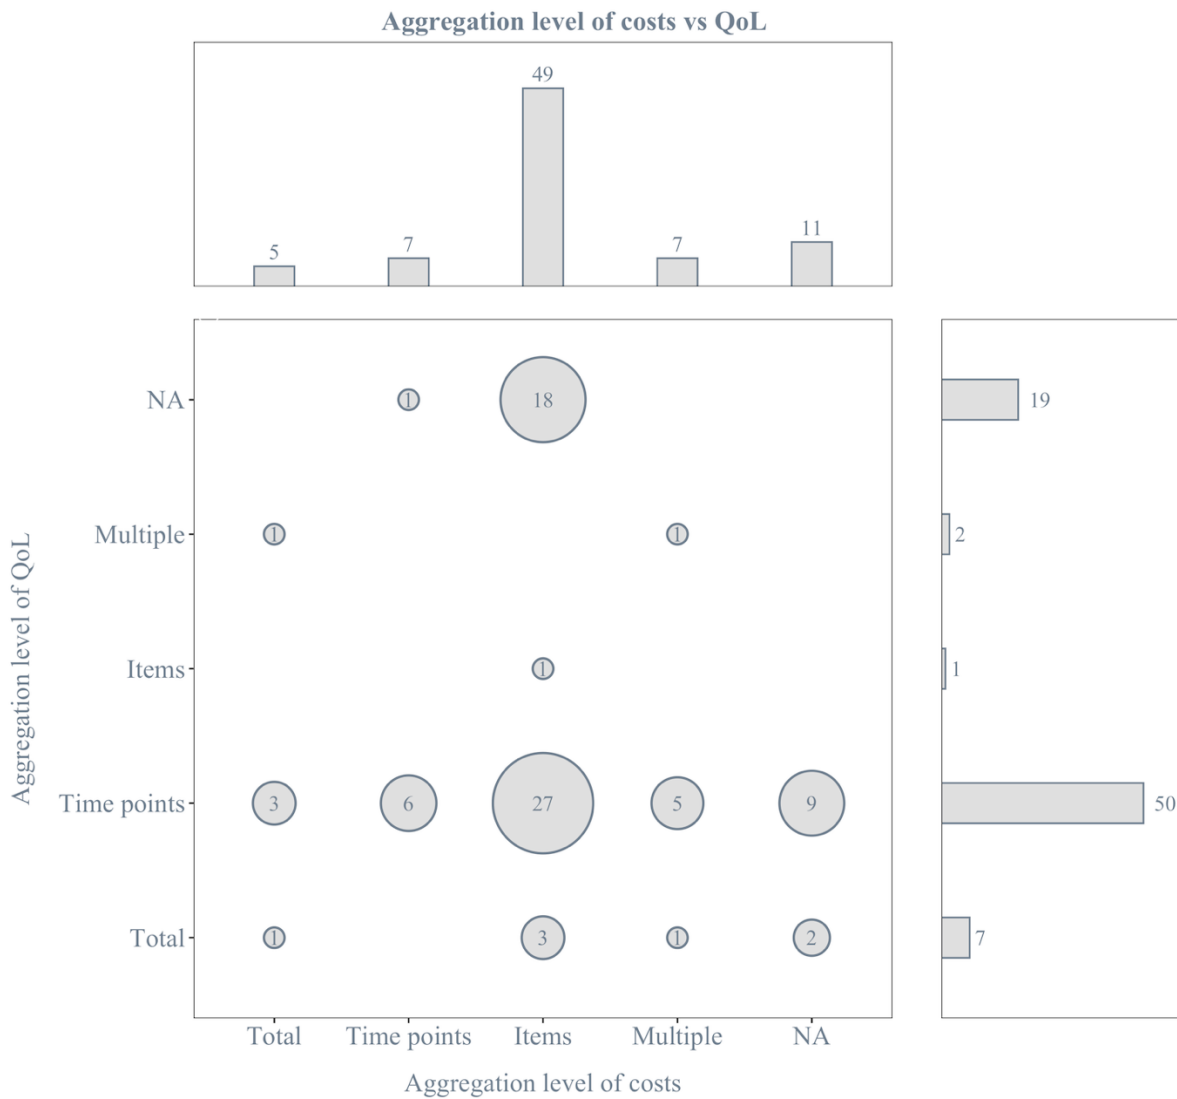 Aggregation level of costs vs QoL
49
11
7
7
5
NA
1
18
19
Multiple
1
1
2
Items
1
1
Time points
3
6
27
5
9
50
Total
1
3
1
2
7
Total
Time points
Items
Multiple
NA
Aggregation level of costs
Aggregation level of QoL